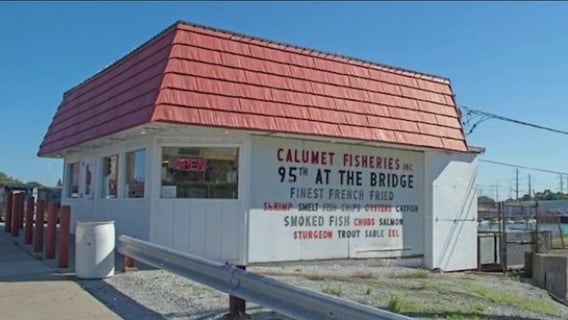 OPEN
CALUMET FISHERIES INC.
95TH AT THE BRIDGE
FINEST FRENCH FRIED
SHRIMP SMELT FISH CHIPS OYSTERS CATFISH
SMOKED FISH CHUBS SALMON
STURGEON TROUT SABLE EEL